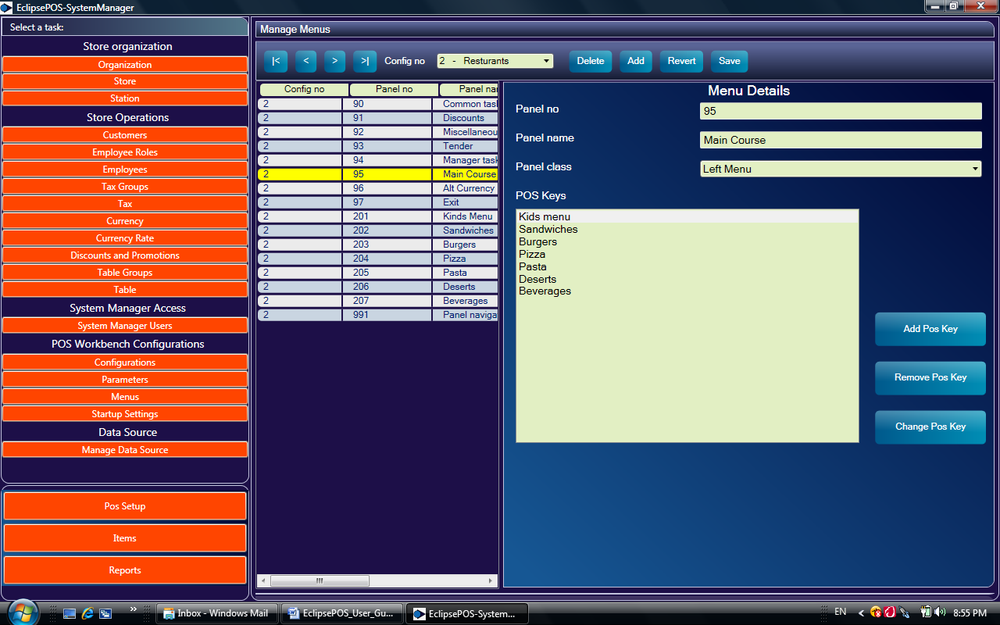 EclipsePOS-SystemManager
Select a task:
Store organization
Organization
Store
Station
Store Operations
Customers
Employee Roles
Employees
Tax Groups
Tax
Currency
Currency Rate
Discounts and Promotions
Table Groups
Table
System Manager Access
System Manager Users
POS Workbench Configurations
Configurations
Parameters
Menus
Startup Settings
Data Source
Manage Data Source
Pos Setup
Items
Reports
Manage Menus
|< < > >| Config no 2 - Resturants Delete Add Revert Save
Config no Panel no Panel nar
2 90 Common task
2 91 Discounts
2 92 Miscellaneou
2 93 Tender
2 94 Manager task
2 95 Main Course
2 96 Alt Currency
2 97 Exit
2 201 Kinds Menu
2 202 Sandwiches
2 203 Burgers
2 204 Pizza
2 205 Pasta
2 206 Deserts
2 207 Beverages
2 991 Panel naviga
Menu Details
Panel no 95
Panel name Main Course
Panel class Left Menu
POS Keys
Kids menu
Sandwiches
Burgers
Pizza
Pasta
Deserts
Beverages
Add Pos Key
Remove Pos Key
Change Pos Key
Inbox - Windows Mail
EclipsePOS_User_Gu...
EclipsePOS-System...
EN
8:55 PM